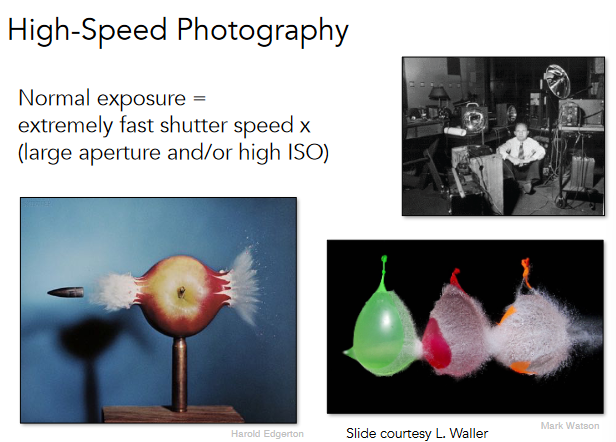 High-Speed Photography
Normal exposure =
extremely fast shutter speed x
(large aperture and/or high ISO)
Harold Edgerton
Mark Watson
Slide courtesy L. Waller